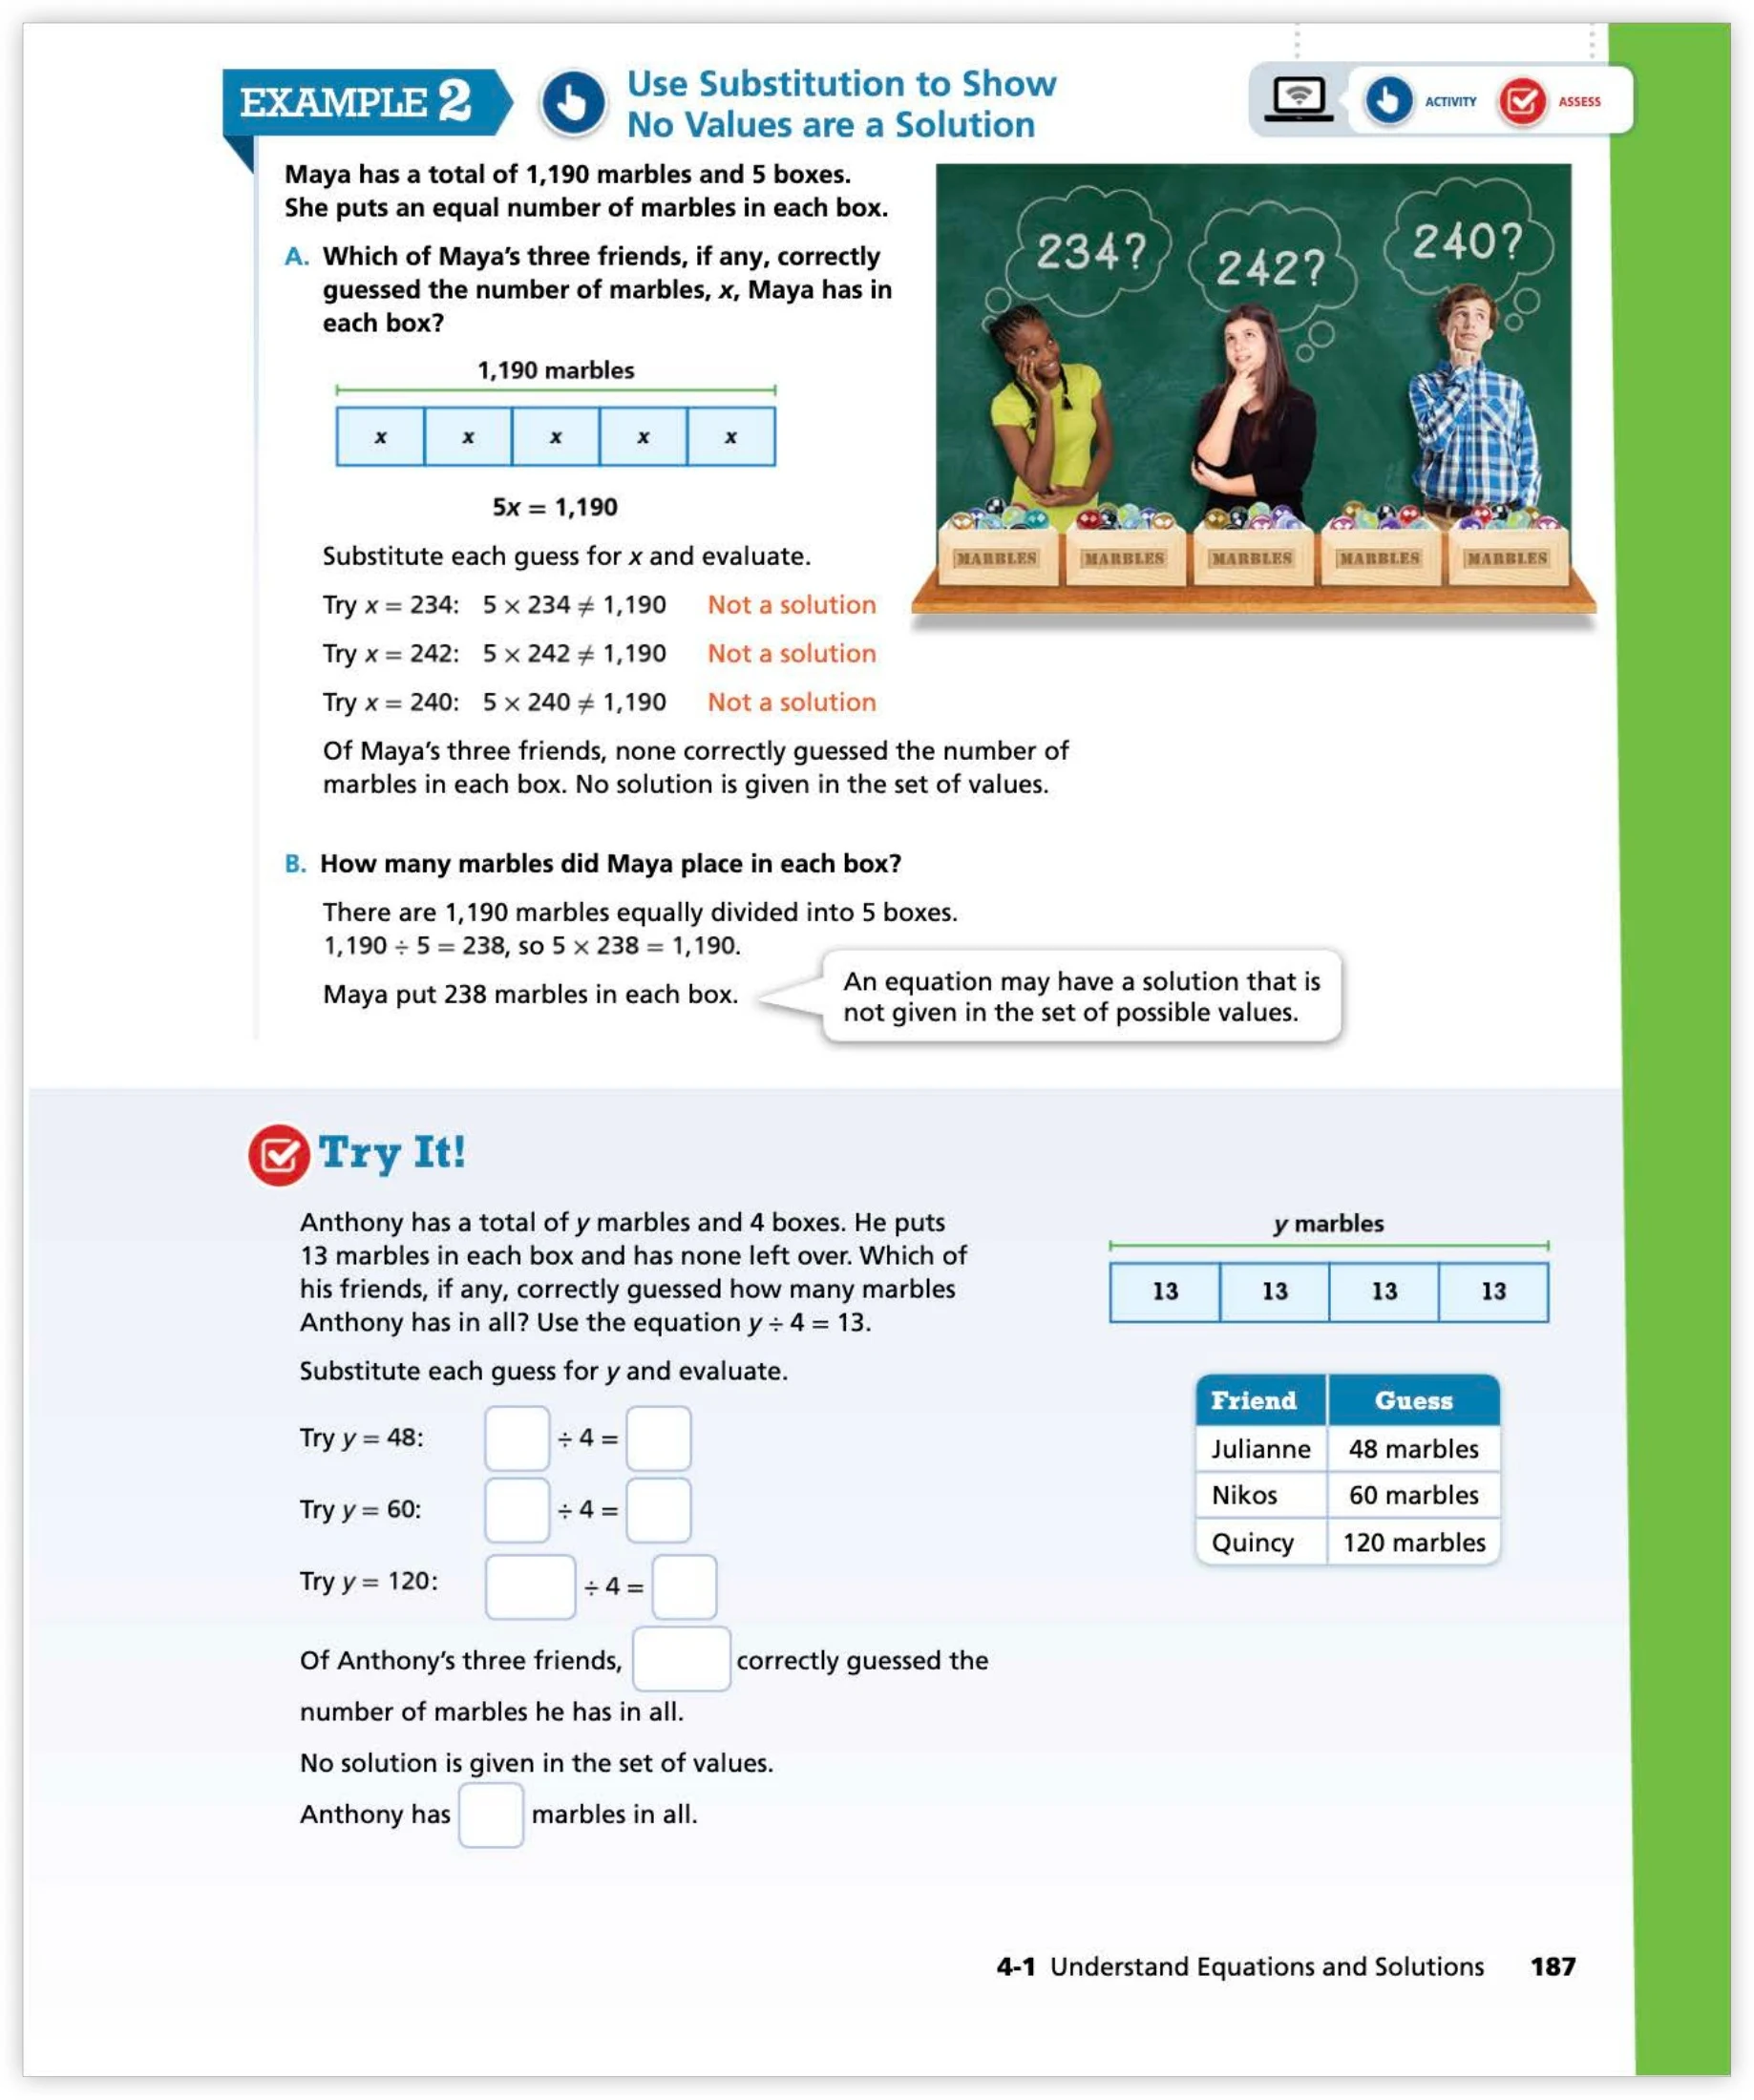 EXAMPLE 2
Use Substitution to Show
No Values are a Solution
ACTIVITY
ASSESS
Maya has a total of 1,190 marbles and 5 boxes.
She puts an equal number of marbles in each box.
A. Which of Maya's three friends, if any, correctly
guessed the number of marbles, x, Maya has in
each box?
1,190 marbles
x x x x x
5x = 1,190
234?
242?
240?
MARBLES MARBLES MARBLES MARBLES MARBLES
Substitute each guess for x and evaluate.
Try x = 234: 5 × 234 ≠ 1,190 Not a solution
Try x = 242: 5 × 242 ≠ 1,190 Not a solution
Try x = 240: 5 × 240 ≠ 1,190 Not a solution
Of Maya's three friends, none correctly guessed the number of
marbles in each box. No solution is given in the set of values.
B. How many marbles did Maya place in each box?
There are 1,190 marbles equally divided into 5 boxes.
1,190 ÷ 5 = 238, so 5 × 238 = 1,190.
Maya put 238 marbles in each box.
An equation may have a solution that is
not given in the set of possible values.
Try It!
Anthony has a total of y marbles and 4 boxes. He puts
13 marbles in each box and has none left over. Which of
his friends, if any, correctly guessed how many marbles
Anthony has in all? Use the equation y ÷ 4 = 13.
y marbles
13 13 13 13
Substitute each guess for y and evaluate.
Try y = 48: ÷ 4 =
Try y = 60: ÷ 4 =
Try y = 120: ÷ 4 =
Friend Guess
Julianne 48 marbles
Nikos 60 marbles
Quincy 120 marbles
Of Anthony's three friends, correctly guessed the
number of marbles he has in all.
No solution is given in the set of values.
Anthony has marbles in all.
4-1 Understand Equations and Solutions 187